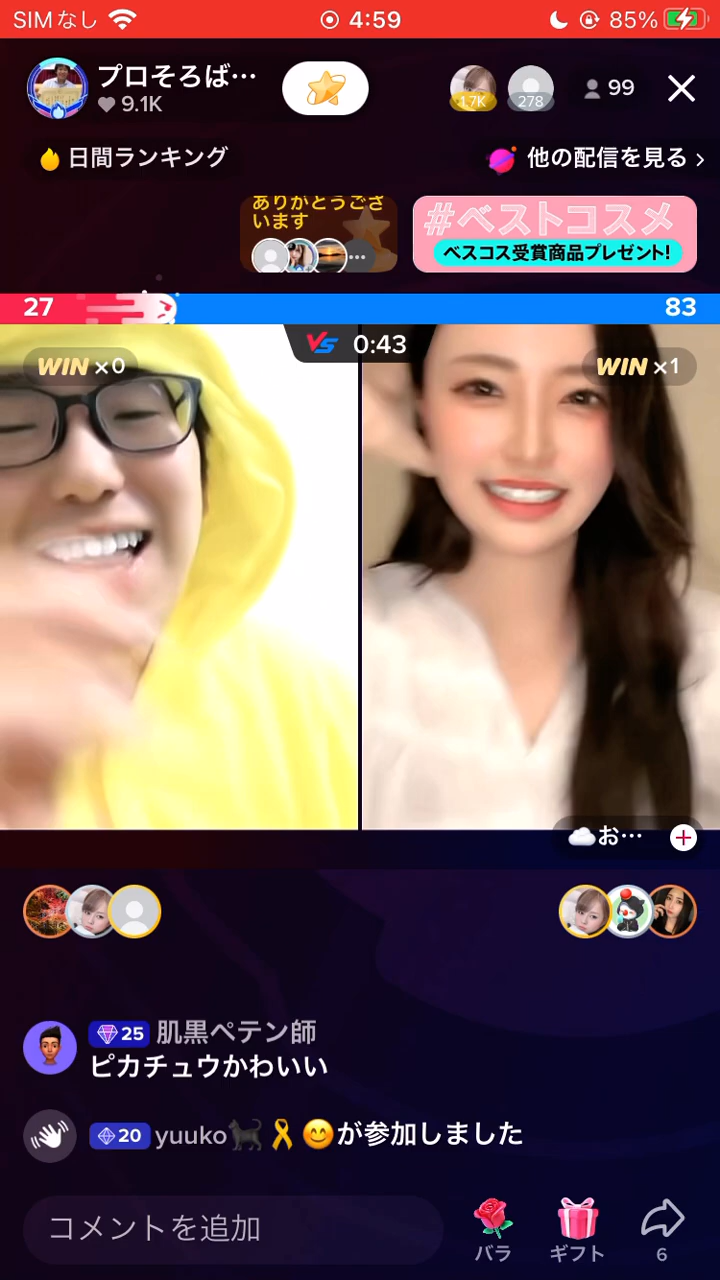 SIMなし
4:59
85%
プロそろば…
9.1K
1.7K
278
99
日間ランキング
他の配信を見る
ありがとうござ
います
#ベストコスメ
ベスコス受賞商品プレゼント!
27
83
WIN ×0
VS 0:43
WIN ×1
☁️お…
25 肌黒ペテン師
ピカチュウかわいい
20 yuuko🐈‍⬛🎗️😊が参加しました
コメントを追加
バラ
ギフト
6